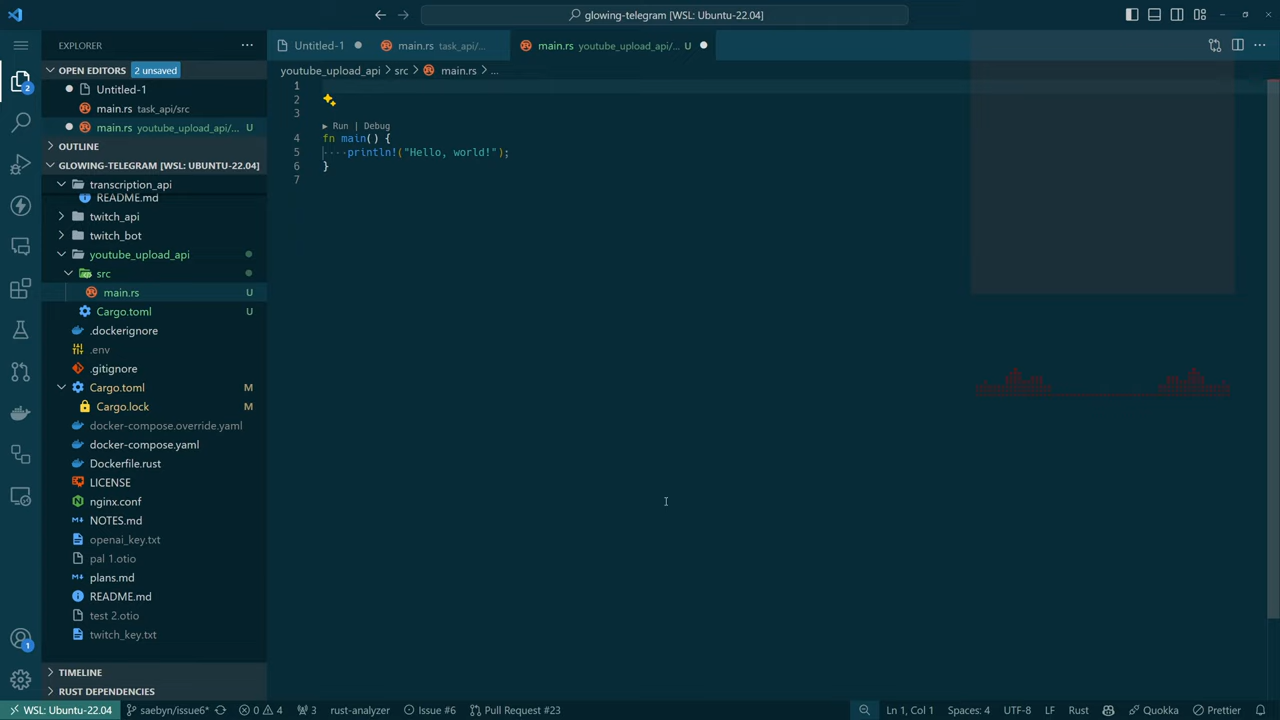 glowing-telegram [WSL: Ubuntu-22.04]
EXPLORER
Untitled-1
main.rs task_api/...
main.rs youtube_upload_api/... U
OPEN EDITORS 2 unsaved
youtube_upload_api > src > main.rs > ...
Untitled-1
main.rs task_api/src
main.rs youtube_upload_api/... U
OUTLINE
GLOWING-TELEGRAM [WSL: UBUNTU-22.04]
transcription_api
README.md
twitch_api
twitch_bot
youtube_upload_api
src
main.rs U
Cargo.toml U
.dockerignore
.env
.gitignore
Cargo.toml M
Cargo.lock M
docker-compose.override.yaml
docker-compose.yaml
Dockerfile.rust
LICENSE
nginx.conf
NOTES.md
openai_key.txt
pal 1.otio
plans.md
README.md
test 2.otio
twitch_key.txt
TIMELINE
RUST DEPENDENCIES
2
1
1
2
3
▶ Run | Debug
4 fn main() {
5 ····println!("Hello, world!");
6 }
7
WSL: Ubuntu-22.04 saebyn/issue6* 0 4 3 rust-analyzer Issue #6 Pull Request #23 Ln 1, Col 1 Spaces: 4 UTF-8 LF Rust Quokka Prettier